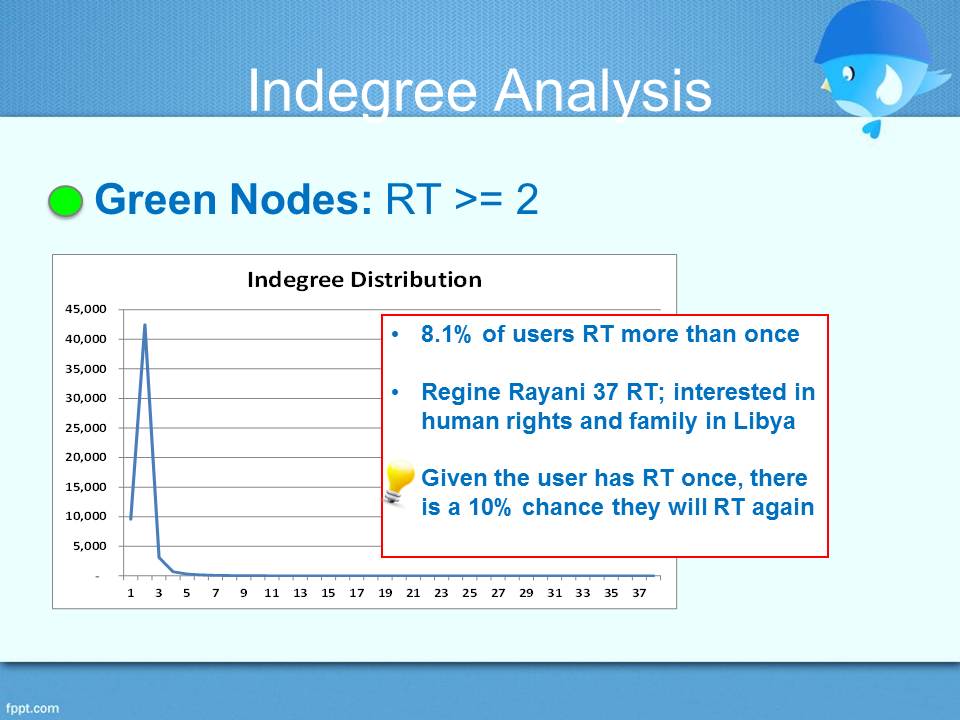 Indegree Analysis
Green Nodes: RT >= 2
Indegree Distribution
45,000
40,000
35,000
30,000
25,000
20,000
15,000
10,000
5,000
-
1 3 5 7 9 11 13 15 17 19 21 23 25 27 29 31 33 35 37
• 8.1% of users RT more than once
• Regine Rayani 37 RT; interested in
human rights and family in Libya
Given the user has RT once, there
is a 10% chance they will RT again
fppt.com